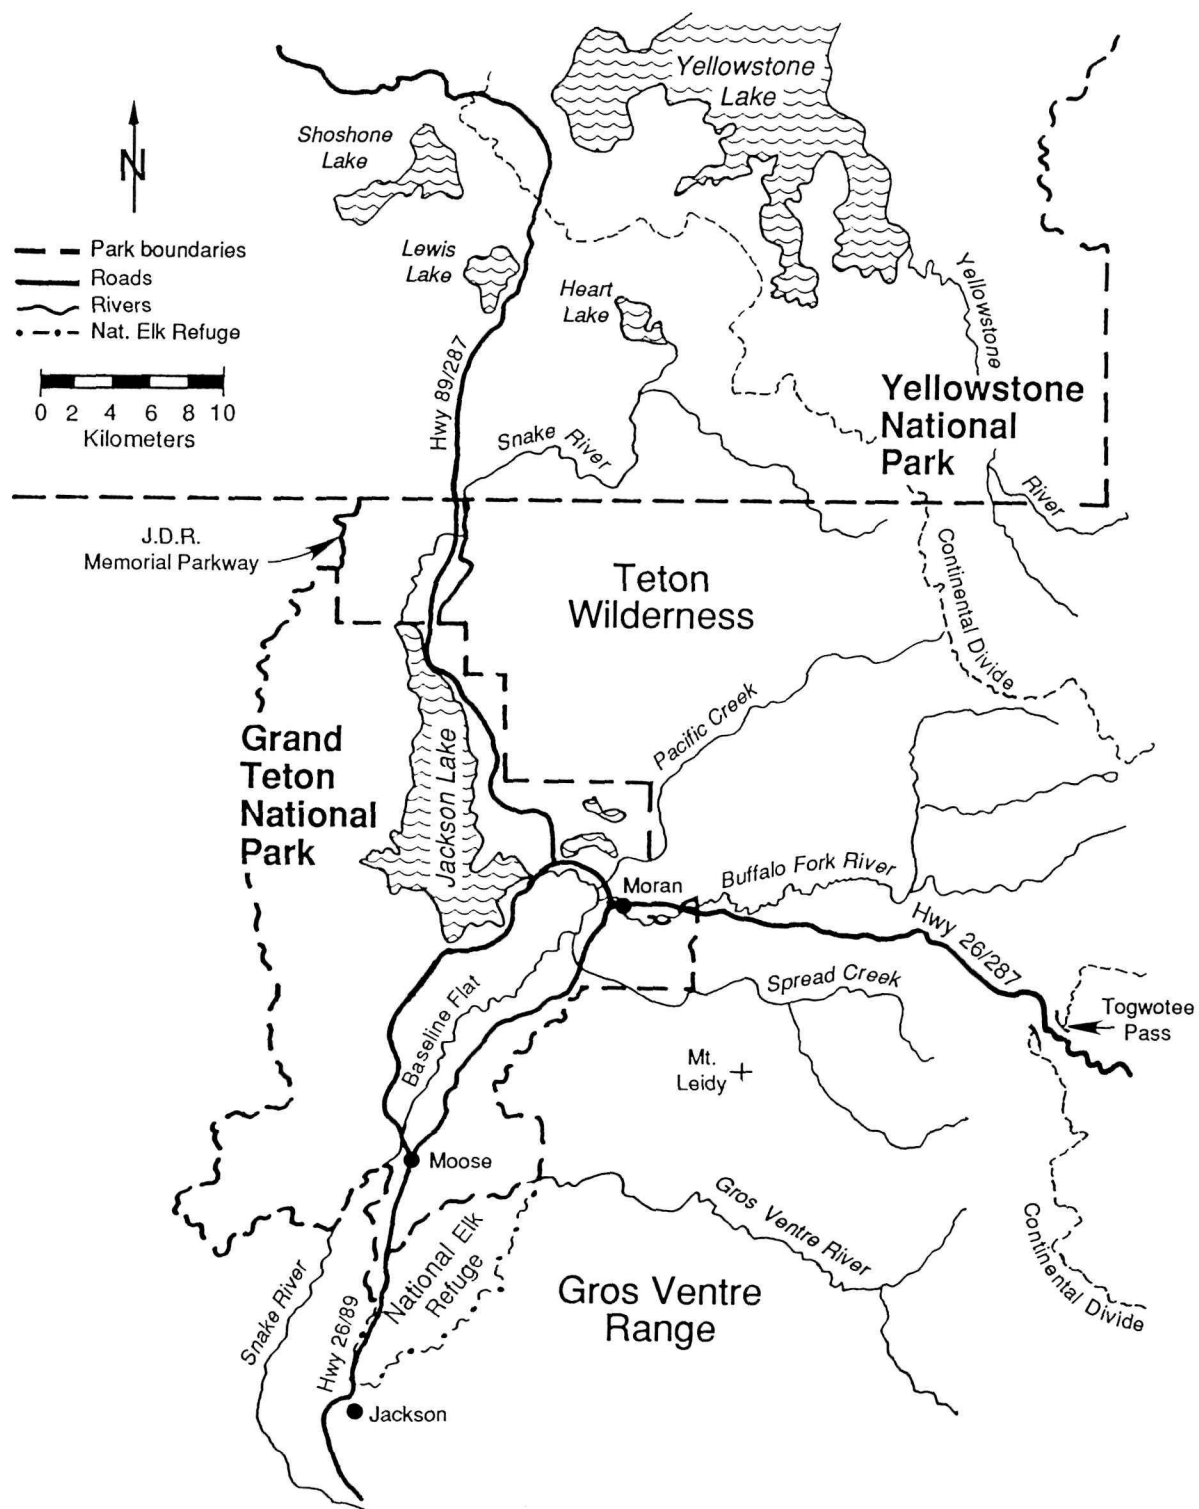 Yellowstone
Lake
Shoshone
Lake
N
Lewis
Lake
Heart
Lake
Yellowstone
Park boundaries
Roads
Rivers
Nat. Elk Refuge
0 2 4 6 8 10
Kilometers
Hwy 89/287
Snake River
Yellowstone
National
Park
River
J.D.R.
Memorial Parkway
Teton
Wilderness
Continental Divide
Pacific Creek
Grand
Teton
National
Park
Jackson Lake
Moran
Buffalo Fork River
Hwy 26/287
Spread Creek
Togwotee
Pass
Baseline Flat
Mt.
Leidy
Moose
Gros Ventre River
National Elk
Refuge
Continental Divide
Snake River
Hwy 26/89
Gros Ventre
Range
Jackson